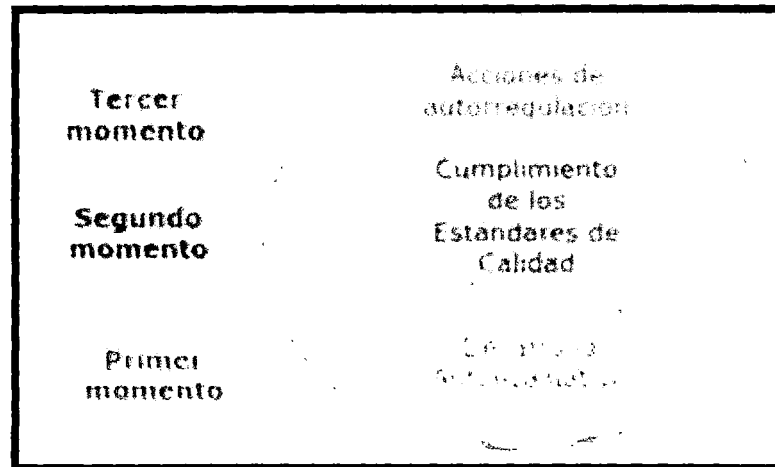 Tercer
momento
Acciones de
autorregulación
Cumplimiento
de los
Estándares de
Calidad
Segundo
momento
Primer
momento